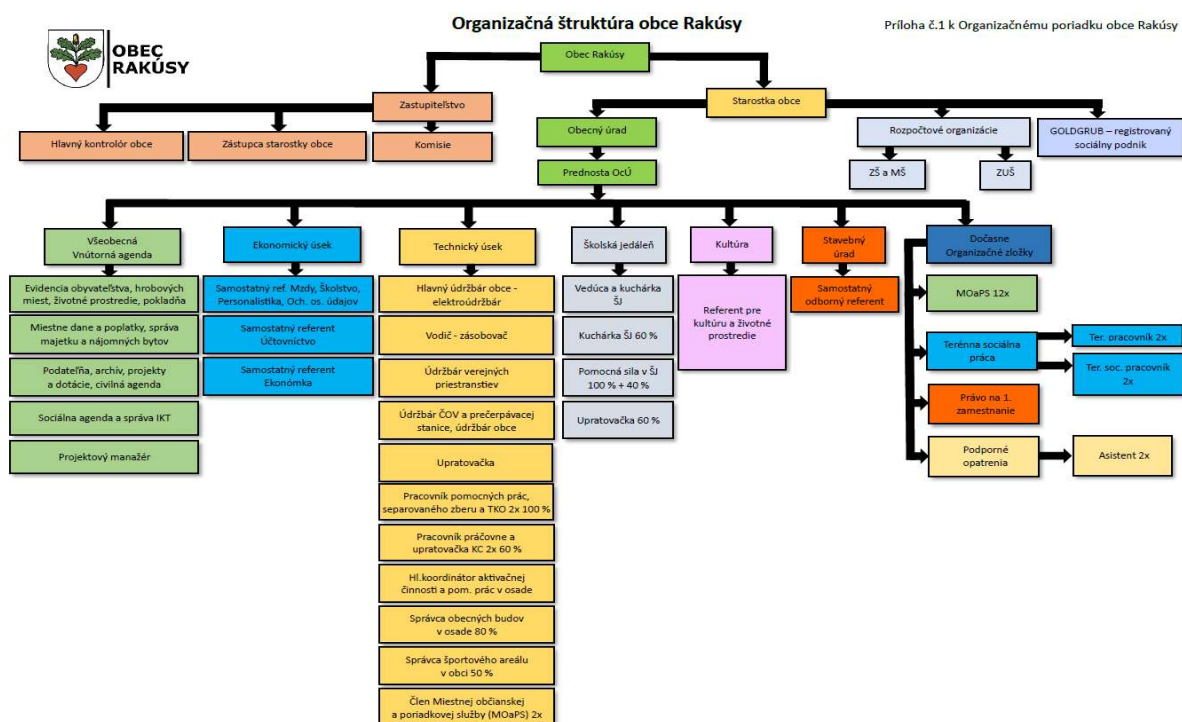 Organizačná štruktúra obce Rakúsy
Príloha č.1 k Organizačnému poriadku obce Rakúsy
OBEC
RAKÚSY
Obec Rakúsy
Zastupiteľstvo
Starostka obce
Hlavný kontrolór obce
Zástupca starostky obce
Komisie
Obecný úrad
Rozpočtové organizácie
GOLDGRUB – registrovaný
sociálny podnik
Prednosta OcÚ
ZŠ a MŠ
ZUŠ
Všeobecná
Vnútorná agenda
Evidencia obyvateľstva, hrobových
miest, životné prostredie, pokladňa
Miestne dane a poplatky, správa
majetku a nájomných bytov
Podateľňa, archív, projekty
a dotácie, civilná agenda
Sociálna agenda a správa IKT
Projektový manažér
Ekonomický úsek
Samostatný ref. Mzdy, Školstvo,
Personalistika, Och. os. údajov
Samostatný referent
Účtovníctvo
Samostatný referent
Ekonómka
Technický úsek
Hlavný údržbár obce -
elektroúdržbár
Vodič - zásobovač
Údržbár verejných
priestranstiev
Údržbár ČOV a prečerpávacej
stanice, údržbár obce
Upratovačka
Pracovník pomocných prác,
separovaného zberu a TKO 2x 100 %
Pracovník práčovne a
upratovačka KC 2x 60 %
Hl.koordinátor aktivačnej
činnosti a pom. prác v osade
Správca obecných budov
v osade 80 %
Správca športového areálu
v obci 50 %
Člen Miestnej občianskej
a poriadkovej služby (MOaPS) 2x
Školská jedáleň
Vedúca a kuchárka
ŠJ
Kuchárka ŠJ 60 %
Pomocná sila v ŠJ
100 % + 40 %
Upratovačka 60 %
Kultúra
Referent pre
kultúru a životné
prostredie
Stavebný
úrad
Samostatný
odborný referent
Dočasne
Organizačné zložky
MOaPS 12x
Terénna sociálna
práca
Ter. pracovník 2x
Ter. soc. pracovník
2x
Právo na 1.
zamestnanie
Podporné
opatrenia
Asistent 2x